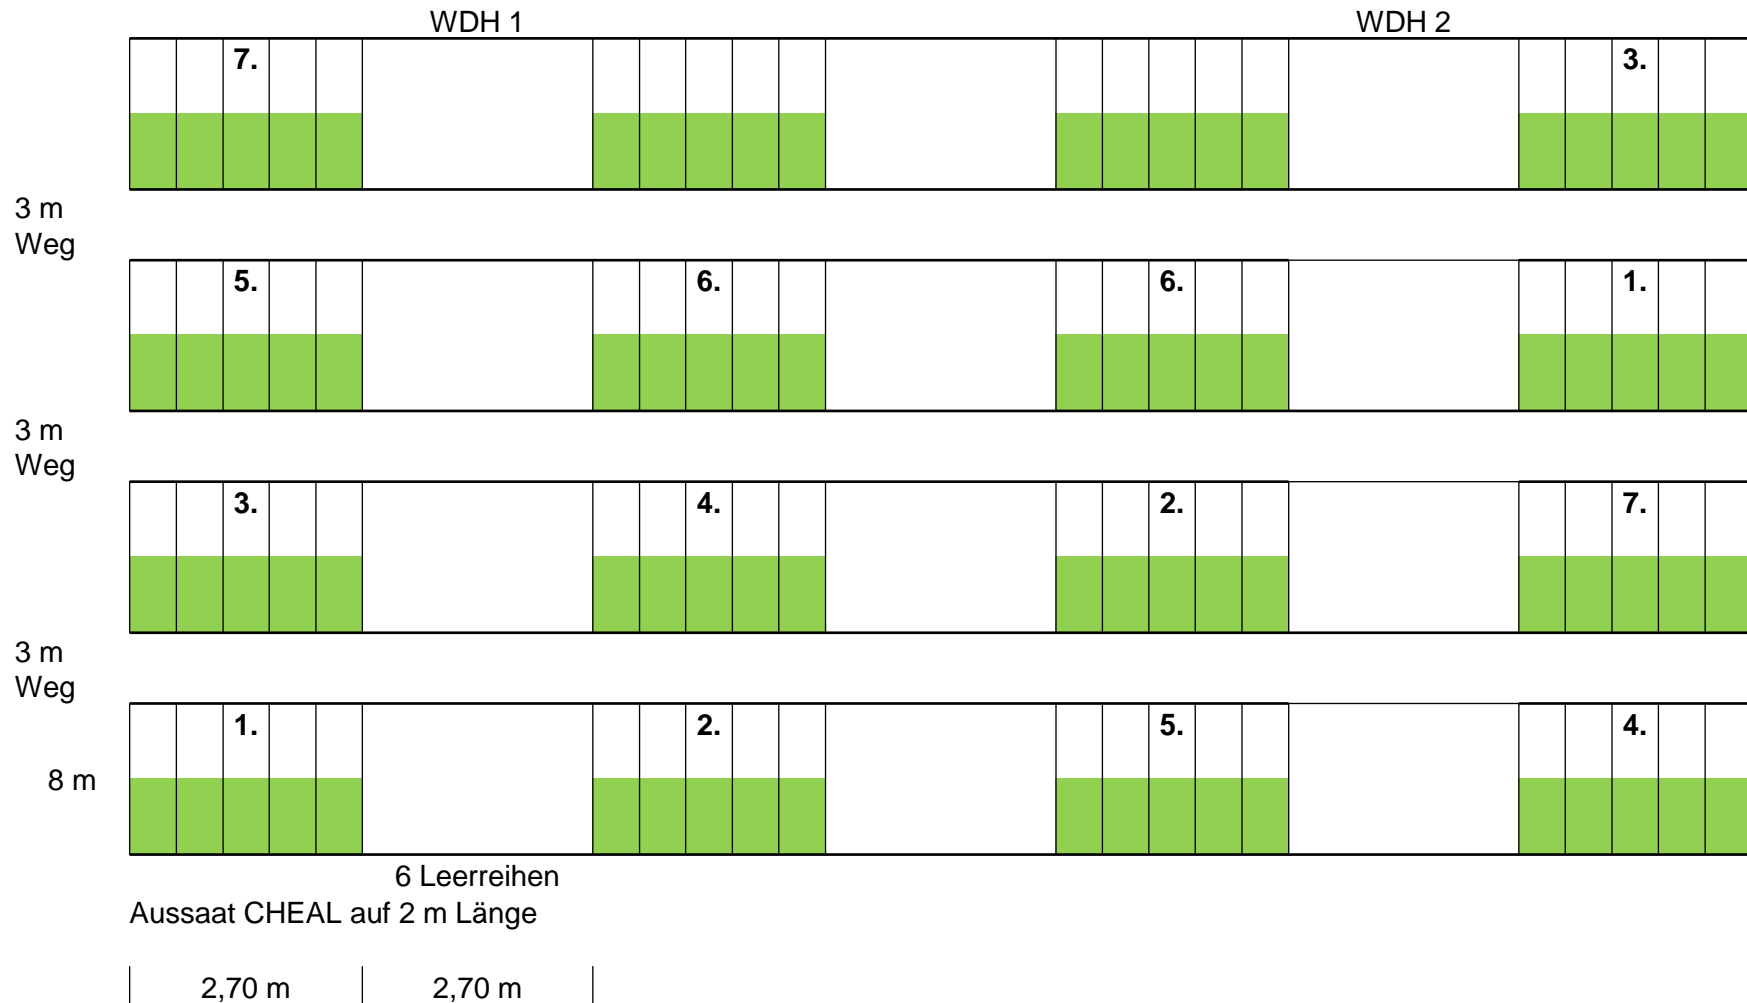 WDH 1 WDH 2
7. 3.
3 m
Weg
5. 6. 6. 1.
3 m
Weg
3. 4. 2. 7.
3 m
Weg
1. 2. 5. 4.
8 m
6 Leerreihen
Aussaat CHEAL auf 2 m Länge
2,70 m 2,70 m